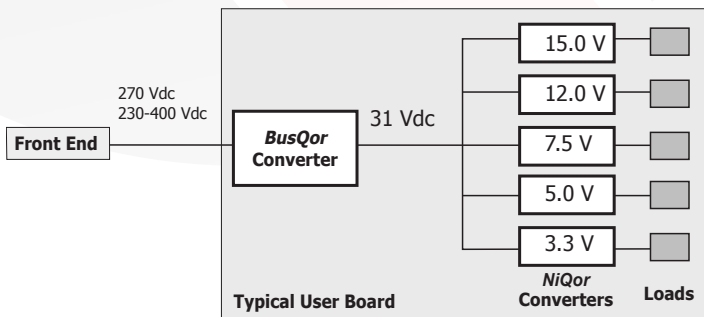 270 Vdc
230-400 Vdc
Front End
BusQor
Converter
31 Vdc
15.0 V
12.0 V
7.5 V
5.0 V
3.3 V
NiQor
Converters
Loads
Typical User Board